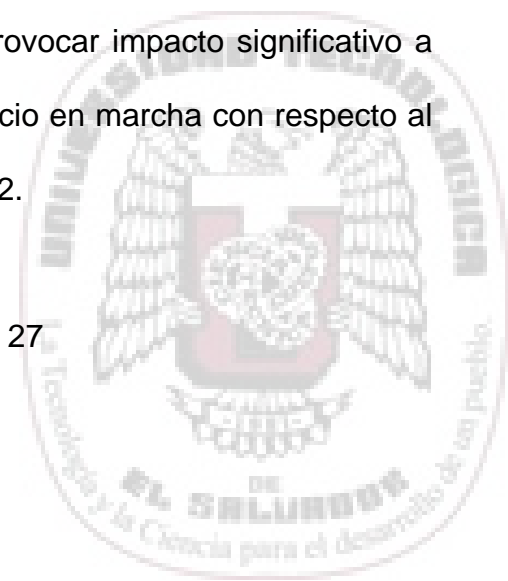 rovocar impacto significativo a
cio en marcha con respecto al
2.
27
UNIVERSIDAD TECNOLOGICA
DE
EL SALVADOR
La Tecnología y la Ciencia para el desarrollo de un pueblo.